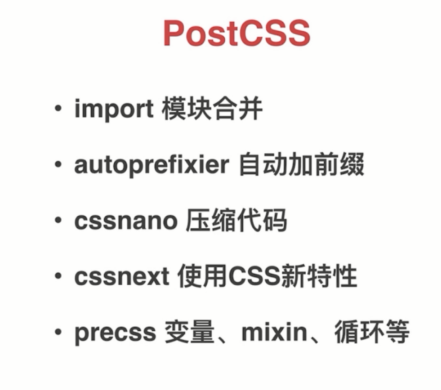 PostCSS
• import 模块合并
• autoprefixier 自动加前缀
• cssnano 压缩代码
• cssnext 使用CSS新特性
• precss 变量、mixin、循环等